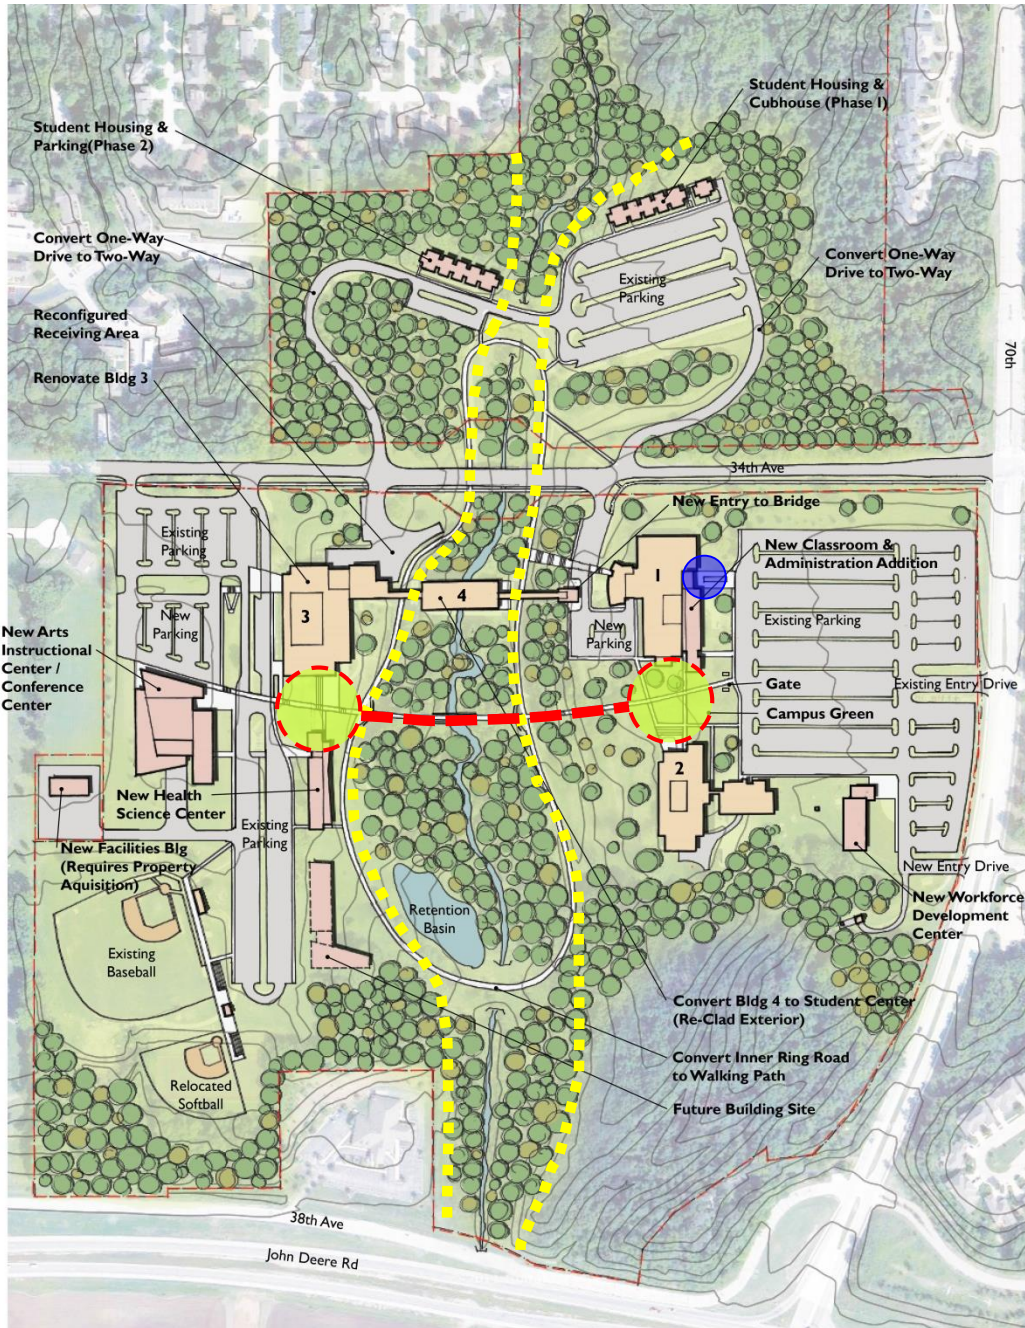 Student Housing &
Cubhouse (Phase I)
Student Housing &
Parking(Phase 2)
Convert One-Way
Drive to Two-Way
Convert One-Way
Drive to Two-Way
Existing
Parking
Reconfigured
Receiving Area
70th
Renovate Bldg 3
34th Ave
New Entry to Bridge
Existing
Parking
New Classroom &
Administration Addition
1
4
3
New
Parking
New
Parking
Existing Parking
New Arts
Instructional
Center /
Conference
Center
Gate
Existing Entry Drive
Campus Green
2
New Health
Science Center
Existing
Parking
New Facilities Blg
(Requires Property
Aquisition)
New Entry Drive
New Workforce
Development
Center
Retention
Basin
Existing
Baseball
Convert Bldg 4 to Student Center
(Re-Clad Exterior)
Convert Inner Ring Road
to Walking Path
Relocated
Softball
Future Building Site
38th Ave
John Deere Rd